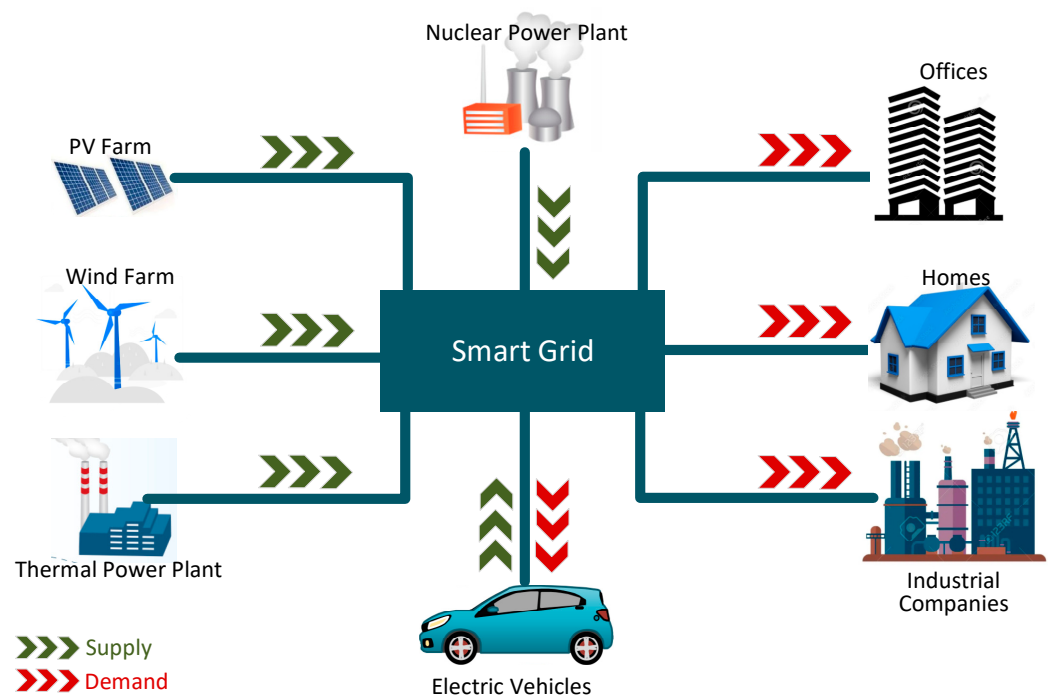 Nuclear Power Plant
Offices
PV Farm
Wind Farm
Homes
Smart Grid
Thermal Power Plant
Industrial
Companies
Supply
Demand
Electric Vehicles